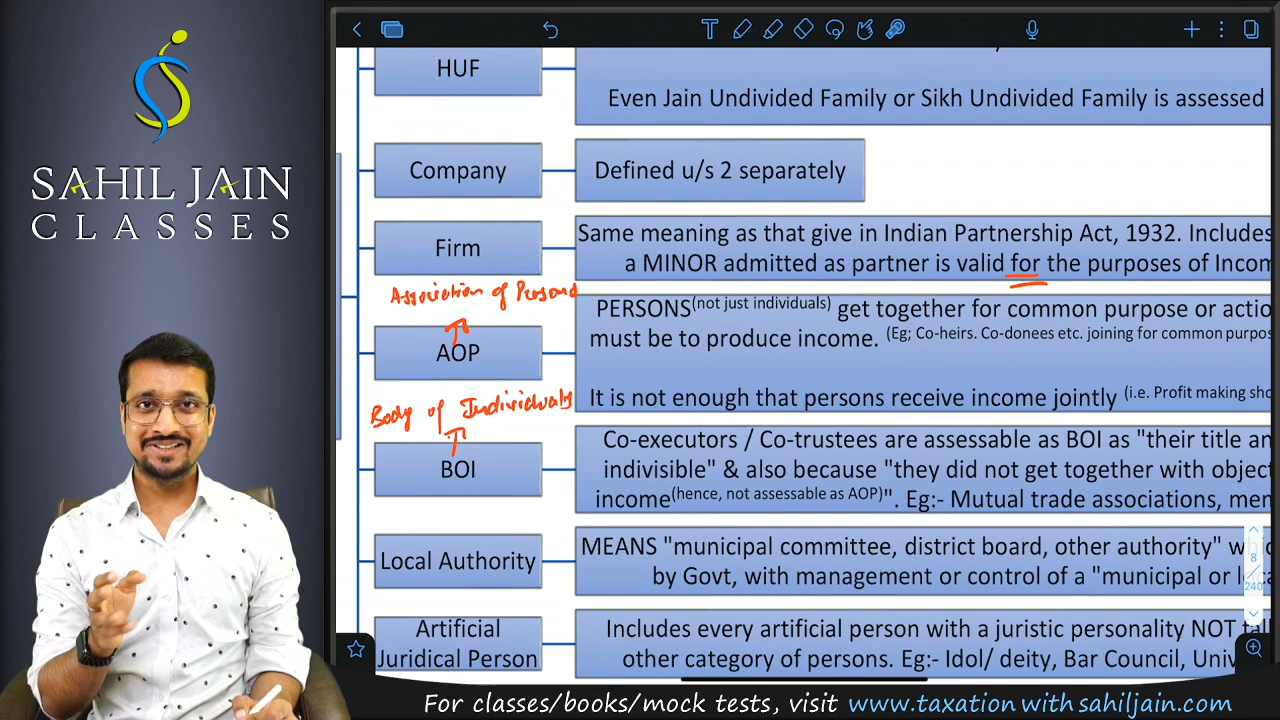 SAHIL JAIN
CLASSES
HUF
Even Jain Undivided Family or Sikh Undivided Family is assessed
Company
Defined u/s 2 separately
Firm
Same meaning as that give in Indian Partnership Act, 1932. Includes
a MINOR admitted as partner is valid for the purposes of Incom
Association of Persons
AOP
PERSONS(not just individuals) get together for common purpose or actio
must be to produce income. (Eg; Co-heirs. Co-donees etc. joining for common purpos
It is not enough that persons receive income jointly (i.e. Profit making sho
Body of Individuals
BOI
Co-executors / Co-trustees are assessable as BOI as "their title an
indivisible" & also because "they did not get together with object
income(hence, not assessable as AOP)". Eg:- Mutual trade associations, mem
Local Authority
MEANS "municipal committee, district board, other authority" whic
by Govt, with management or control of a "municipal or loca
Artificial
Juridical Person
Includes every artificial person with a juristic personality NOT fall
other category of persons. Eg:- Idol/ deity, Bar Council, Univ
8
240
For classes/books/mock tests, visit www.taxationwithsahiljain.com